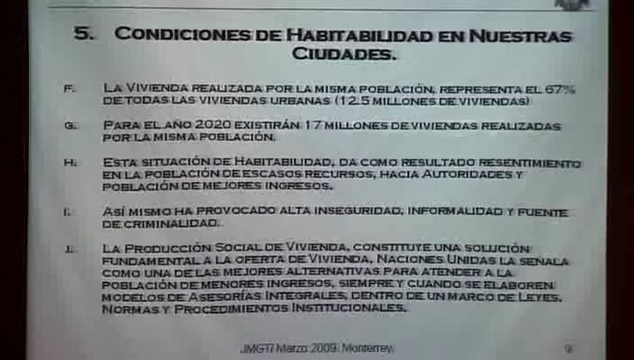 5. CONDICIONES DE HABITABILIDAD EN NUESTRAS
CIUDADES.
F. LA VIVIENDA REALIZADA POR LA MISMA POBLACIÓN, REPRESENTA EL 67%
DE TODAS LAS VIVIENDAS URBANAS (12.5 MILLONES DE VIVIENDAS)
G. PARA EL AÑO 2020 EXISTIRÁN 17 MILLONES DE VIVIENDAS REALIZADAS
POR LA MISMA POBLACIÓN.
H. ESTA SITUACIÓN DE HABITABILIDAD, DA COMO RESULTADO RESENTIMIENTO
EN LA POBLACIÓN DE ESCASOS RECURSOS, HACIA AUTORIDADES Y
POBLACIÓN DE MEJORES INGRESOS.
I. ASÍ MISMO HA PROVOCADO ALTA INSEGURIDAD, INFORMALIDAD Y FUENTE
DE CRIMINALIDAD.
J. LA PRODUCCIÓN SOCIAL DE VIVIENDA, CONSTITUYE UNA SOLUCIÓN
FUNDAMENTAL A LA OFERTA DE VIVIENDA, NACIONES UNIDAS LA SEÑALA
COMO UNA DE LAS MEJORES ALTERNATIVAS PARA ATENDER A LA
POBLACIÓN DE MENORES INGRESOS, SIEMPRE Y CUANDO SE ELABOREN
MODELOS DE ASESORÍAS INTEGRALES, DENTRO DE UN MARCO DE LEYES,
NORMAS Y PROCEDIMIENTOS INSTITUCIONALES.
JMGT/ Marzo 2009. Monterrey.